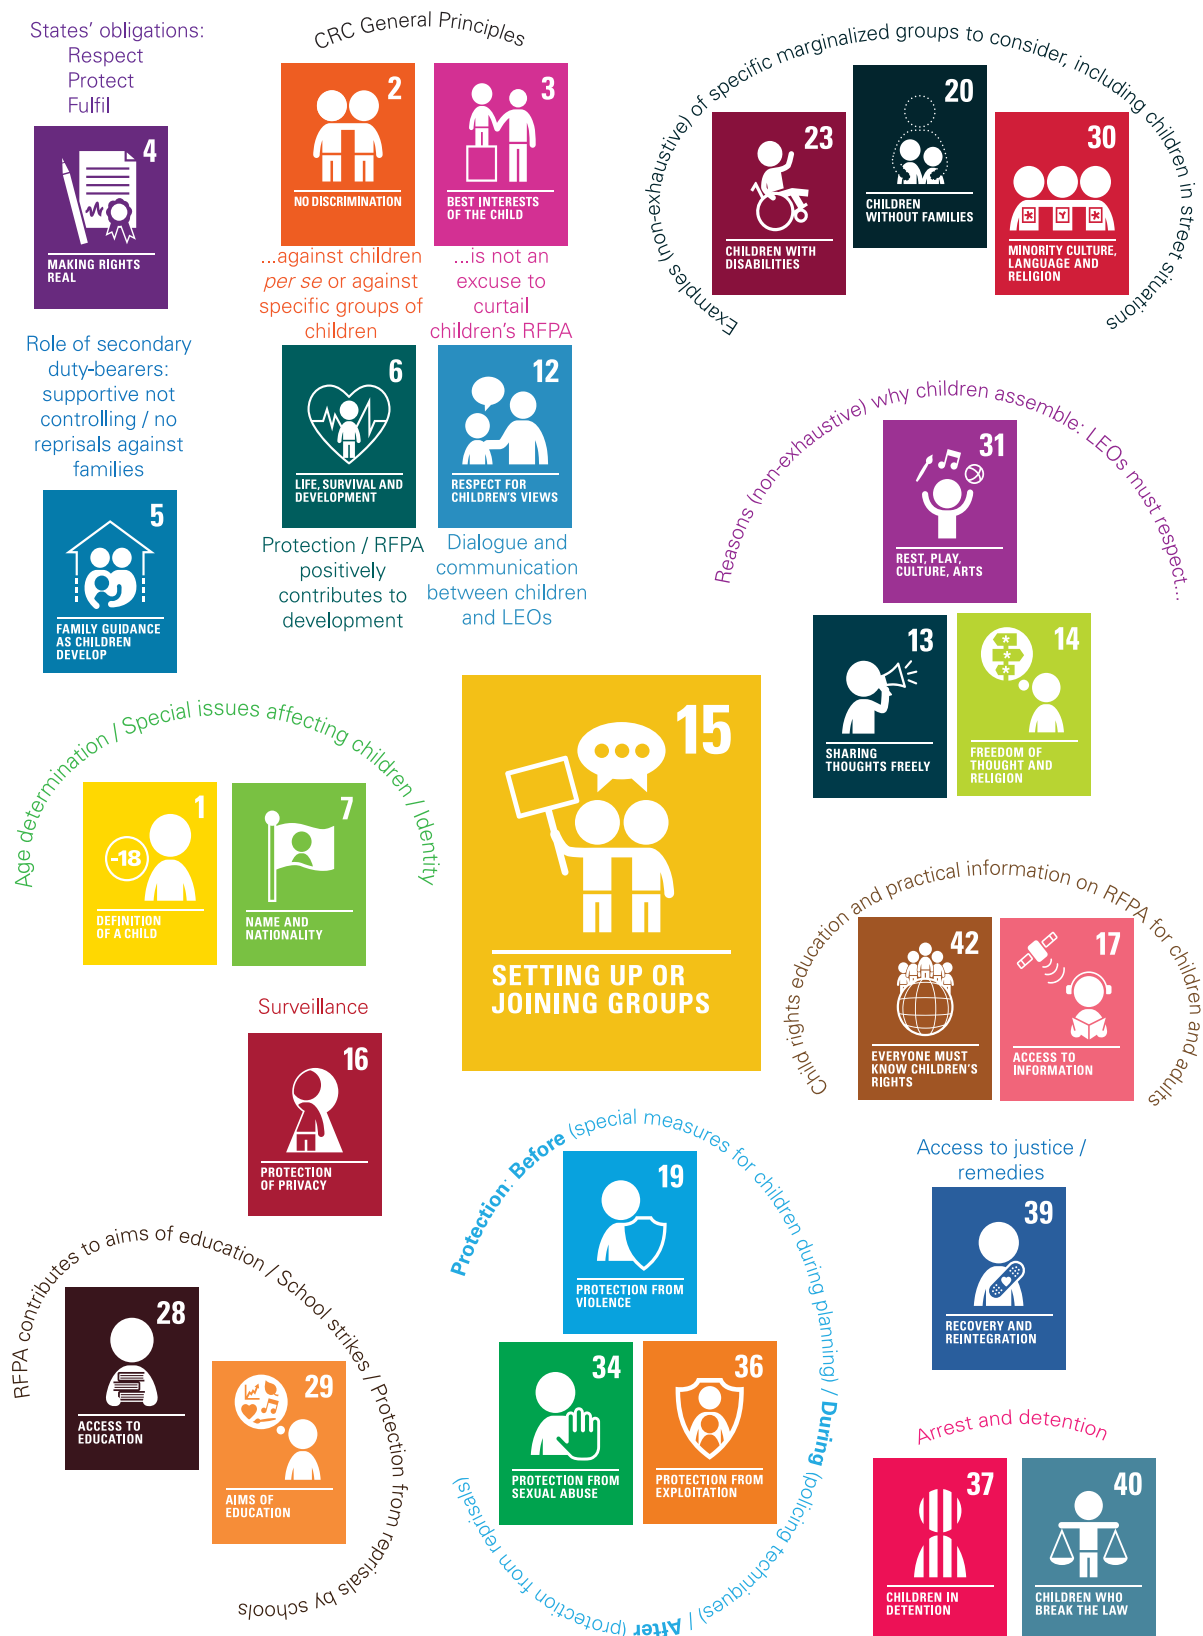 States' obligations:
Respect
Protect
Fulfil
4
MAKING RIGHTS
REAL
Role of secondary
duty-bearers:
supportive not
controlling / no
reprisals against
families
5
FAMILY GUIDANCE
AS CHILDREN
DEVELOP
CRC General Principles
2
NO DISCRIMINATION
...against children
per se or against
specific groups of
children
3
BEST INTERESTS
OF THE CHILD
...is not an
excuse to
curtail
children's RFPA
6
LIFE, SURVIVAL AND
DEVELOPMENT
Protection / RFPA
positively
contributes to
development
12
RESPECT FOR
CHILDREN'S VIEWS
Dialogue and
communication
between children
and LEOs
Examples (non-exhaustive) of specific marginalized groups to consider, including children in street situations
23
CHILDREN WITH
DISABILITIES
20
CHILDREN
WITHOUT FAMILIES
30
MINORITY CULTURE,
LANGUAGE AND
RELIGION
Reasons (non-exhaustive) why children assemble: LEOs must respect...
31
REST, PLAY,
CULTURE, ARTS
13
SHARING
THOUGHTS FREELY
14
FREEDOM OF
THOUGHT AND
RELIGION
Age determination / Special issues affecting children / Identity
1
-18
DEFINITION
OF A CHILD
7
NAME AND
NATIONALITY
15
SETTING UP OR
JOINING GROUPS
Child rights education and practical information on RFPA for children and adults
42
EVERYONE MUST
KNOW CHILDREN'S
RIGHTS
17
ACCESS TO
INFORMATION
Surveillance
16
PROTECTION
OF PRIVACY
Protection: Before (special measures for children during planning) / During (policing techniques) / After (protection from reprisals)
19
PROTECTION FROM
VIOLENCE
34
PROTECTION FROM
SEXUAL ABUSE
36
PROTECTION FROM
EXPLOITATION
Access to justice /
remedies
39
RECOVERY AND
REINTEGRATION
RFPA contributes to aims of education / School strikes / Protection from reprisals by schools
28
ACCESS TO
EDUCATION
29
AIMS OF
EDUCATION
Arrest and detention
37
CHILDREN IN
DETENTION
40
CHILDREN WHO
BREAK THE LAW